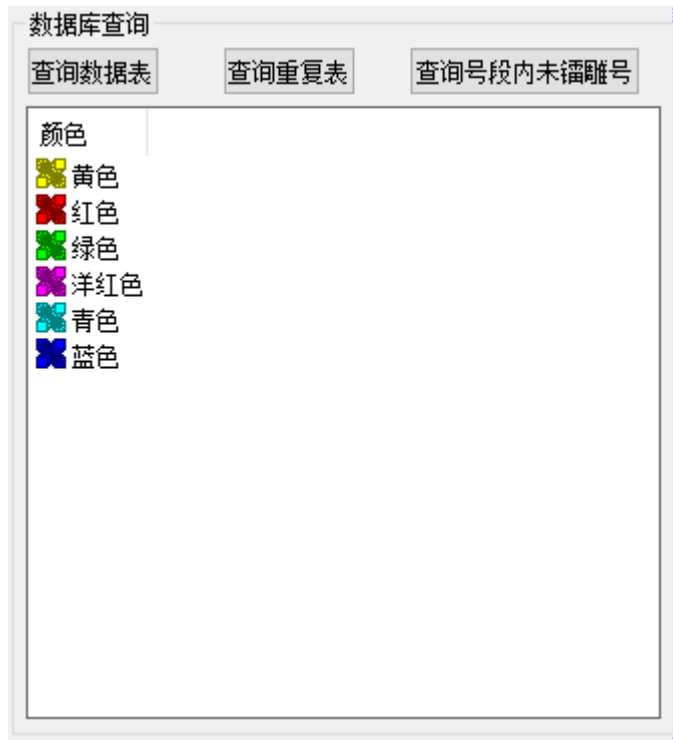 数据库查询
查询数据表 查询重复表 查询号段内未镭雕号
颜色
黄色
红色
绿色
洋红色
青色
蓝色